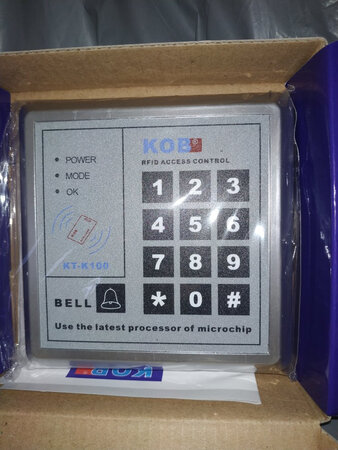 KOB
RFID ACCESS CONTROL
POWER
MODE
OK
1 2 3
4 5 6
7 8 9
* 0 #
KT-K100
BELL
Use the latest processor of microchip
KOB